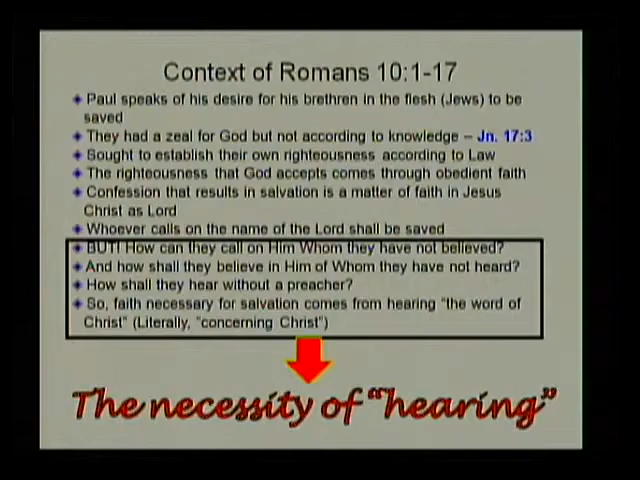 Context of Romans 10:1-17
Paul speaks of his desire for his brethren in the flesh (Jews) to be
saved
They had a zeal for God but not according to knowledge – Jn. 17:3
Sought to establish their own righteousness according to Law
The righteousness that God accepts comes through obedient faith
Confession that results in salvation is a matter of faith in Jesus
Christ as Lord
Whoever calls on the name of the Lord shall be saved
BUT! How can they call on Him Whom they have not believed?
And how shall they believe in Him of Whom they have not heard?
How shall they hear without a preacher?
So, faith necessary for salvation comes from hearing "the word of
Christ" (Literally, "concerning Christ")
The necessity of "hearing"